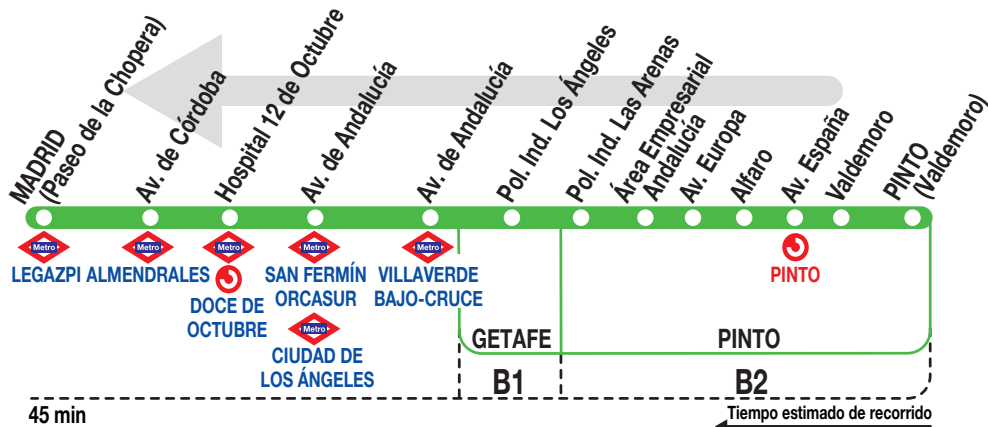 MADRID
(Paseo de la Chopera)
Av. de Córdoba
Hospital 12 de Octubre
Av. de Andalucía
Av. de Andalucía
Pol. Ind. Los Ángeles
Pol. Ind. Las Arenas
Área Empresarial
Andalucía
Av. Europa
Alfaro
Av. España
Valdemoro
PINTO
(Valdemoro)
Metro
Metro
Metro
Metro
Metro
LEGAZPI
ALMENDRALES
DOCE DE
OCTUBRE
SAN FERMÍN
ORCASUR
Metro
CIUDAD DE
LOS ÁNGELES
VILLAVERDE
BAJO-CRUCE
PINTO
GETAFE
PINTO
B1
B2
45 min
Tiempo estimado de recorrido